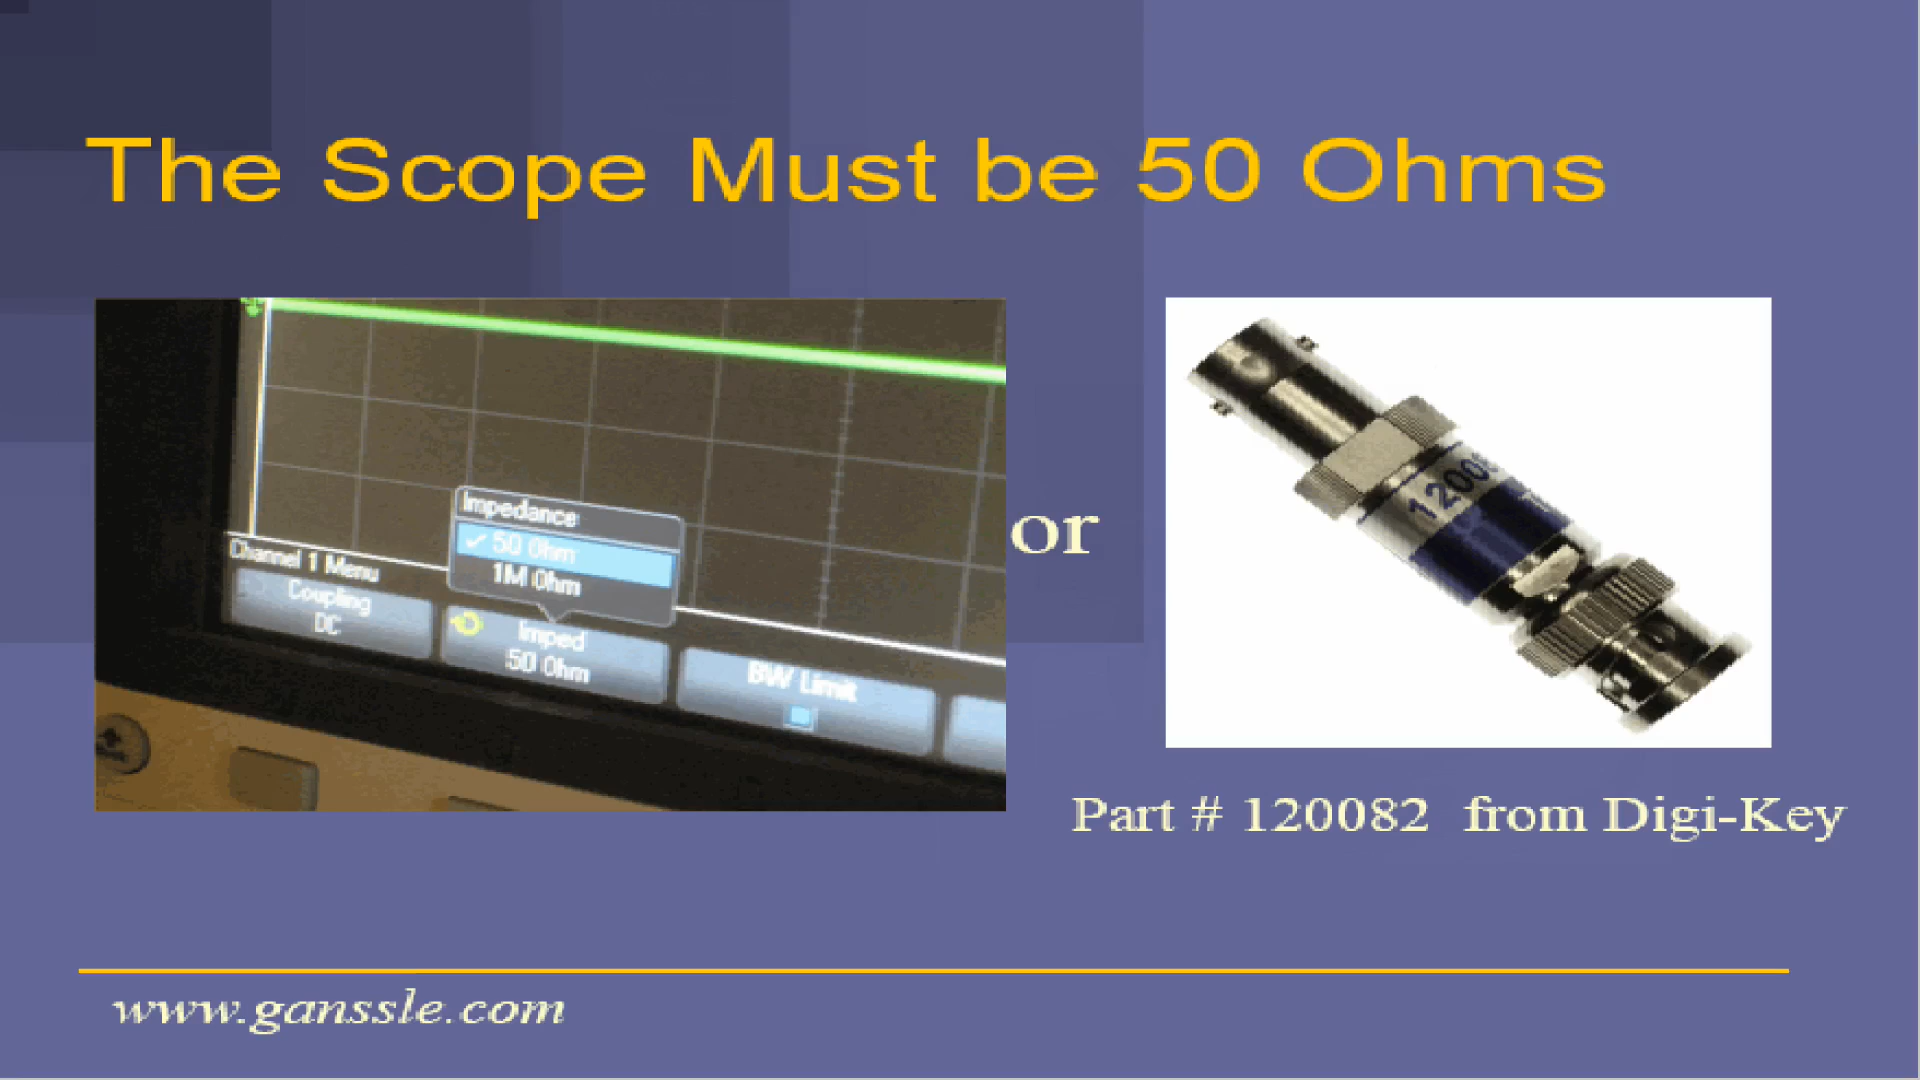 The Scope Must be 50 Ohms
Impedance
✓ 50 Ohm
1M Ohm
Channel 1 Menu
Coupling
DC
Imped
50 Ohm
BW Limit
or
12008
Part # 120082 from Digi-Key
www.ganssle.com